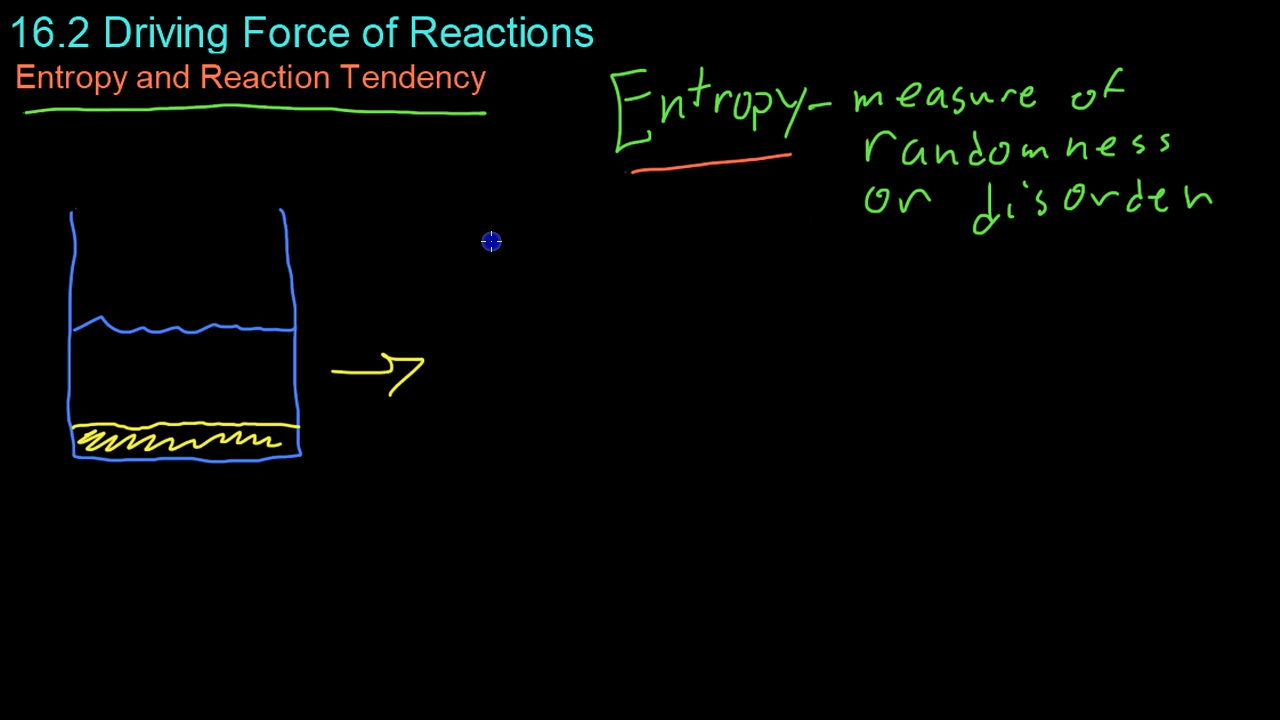 16.2 Driving Force of Reactions
Entropy and Reaction Tendency
Entropy - measure of
randomness
or disorder